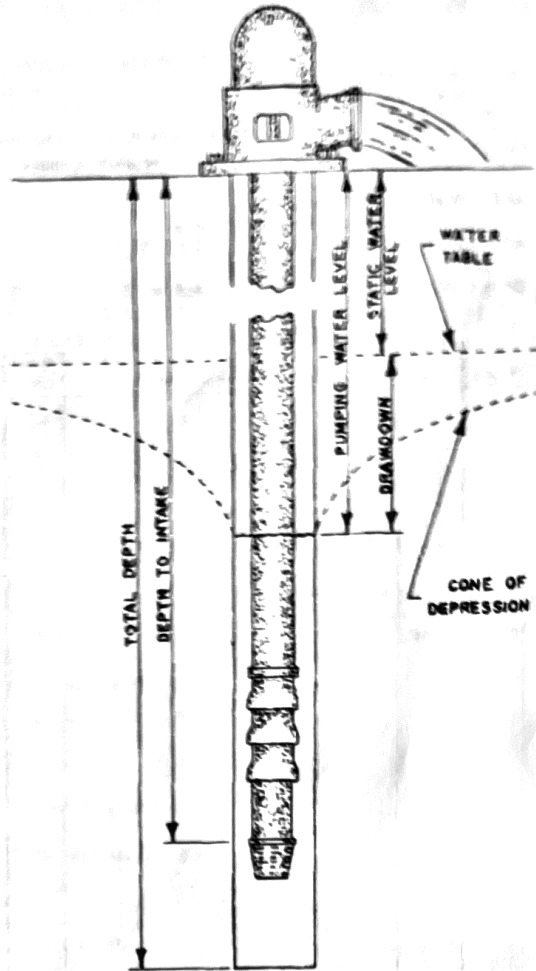 WATER
TABLE
STATIC WATER
LEVEL
PUMPING WATER LEVEL
DRAWDOWN
DEPTH TO INTAKE
TOTAL DEPTH
CONE OF
DEPRESSION